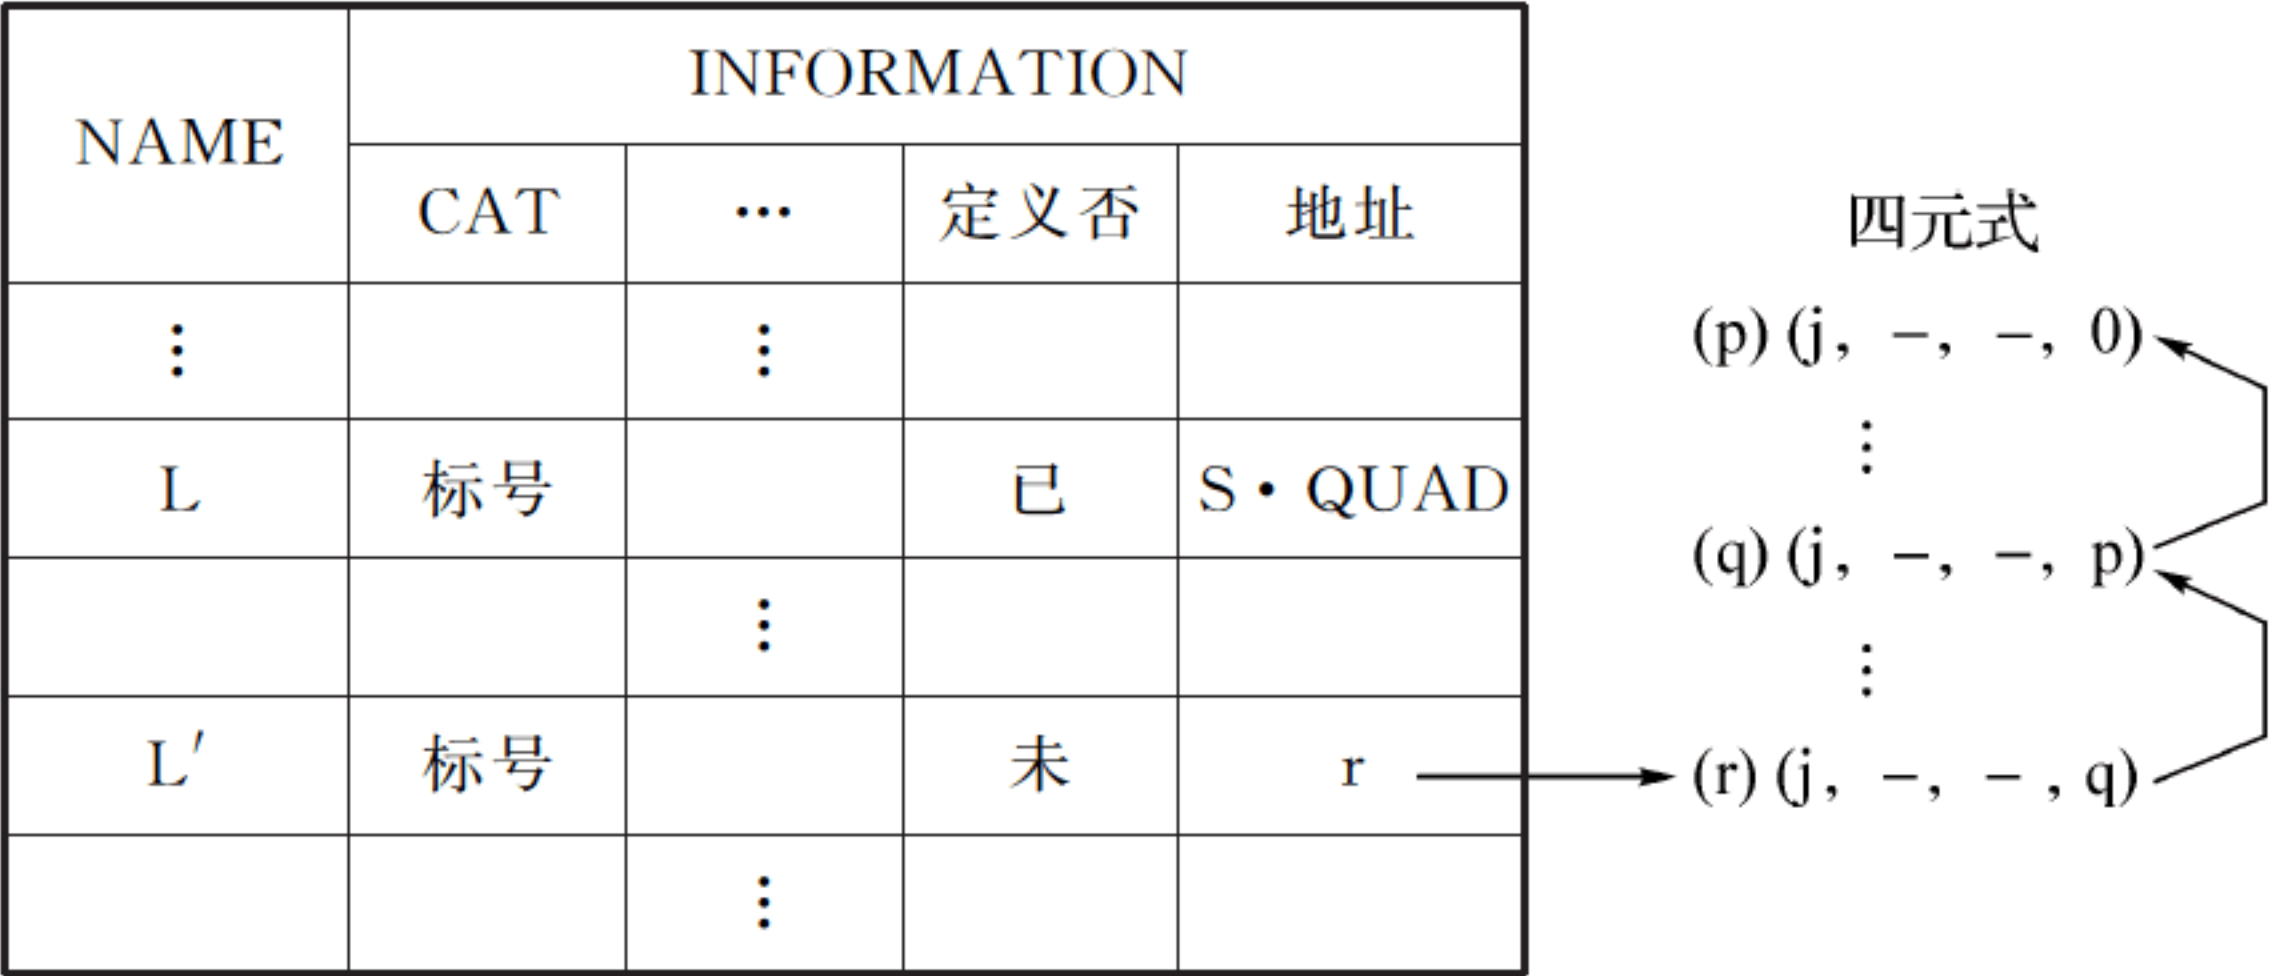 NAME
INFORMATION
CAT … 定义否 地址
⋮ ⋮
L 标号 已 S·QUAD
⋮
L′ 标号 未 r
⋮
四元式
(p) (j, −, −, 0)
⋮
(q) (j, −, −, p)
⋮
(r) (j, −, −, q)